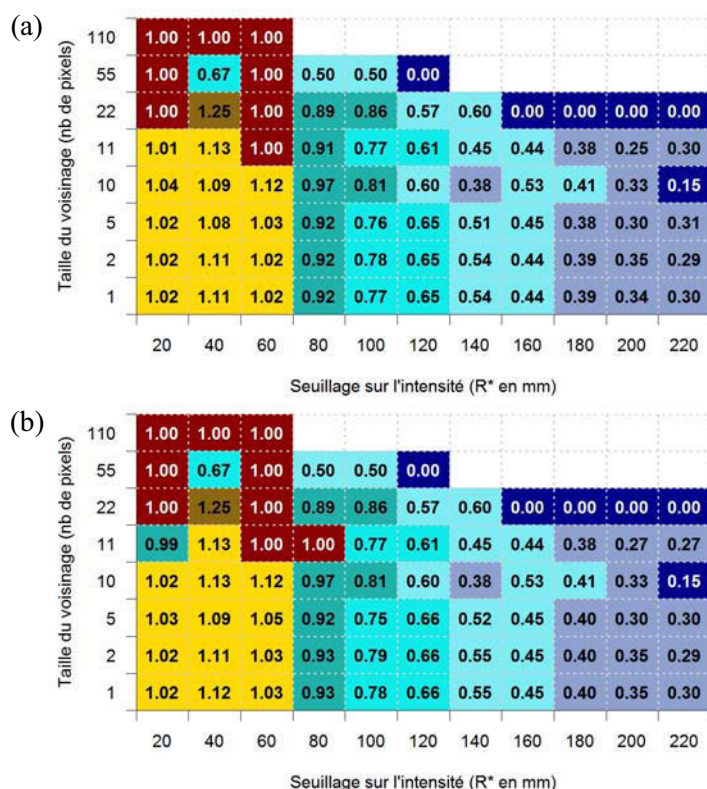 (a)
Taille du voisinage (nb de pixels)
110 1.00 1.00 1.00
55 1.00 0.67 1.00 0.50 0.50 0.00
22 1.00 1.25 1.00 0.89 0.86 0.57 0.60 0.00 0.00 0.00 0.00
11 1.01 1.13 1.00 0.91 0.77 0.61 0.45 0.44 0.38 0.25 0.30
10 1.04 1.09 1.12 0.97 0.81 0.60 0.38 0.53 0.41 0.33 0.15
5 1.02 1.08 1.03 0.92 0.76 0.65 0.51 0.45 0.38 0.30 0.31
2 1.02 1.11 1.02 0.92 0.78 0.65 0.54 0.44 0.39 0.35 0.29
1 1.02 1.11 1.02 0.92 0.77 0.65 0.54 0.44 0.39 0.34 0.30
20 40 60 80 100 120 140 160 180 200 220
Seuillage sur l'intensité (R* en mm)
(b)
Taille du voisinage (nb de pixels)
110 1.00 1.00 1.00
55 1.00 0.67 1.00 0.50 0.50 0.00
22 1.00 1.25 1.00 0.89 0.86 0.57 0.60 0.00 0.00 0.00 0.00
11 0.99 1.13 1.00 1.00 0.77 0.61 0.45 0.44 0.38 0.27 0.27
10 1.02 1.13 1.12 0.97 0.81 0.60 0.38 0.53 0.41 0.33 0.15
5 1.03 1.09 1.05 0.92 0.75 0.66 0.52 0.45 0.40 0.30 0.30
2 1.02 1.11 1.03 0.93 0.79 0.66 0.55 0.45 0.40 0.35 0.29
1 1.02 1.12 1.03 0.93 0.78 0.66 0.55 0.45 0.40 0.35 0.30
20 40 60 80 100 120 140 160 180 200 220
Seuillage sur l'intensité (R* en mm)